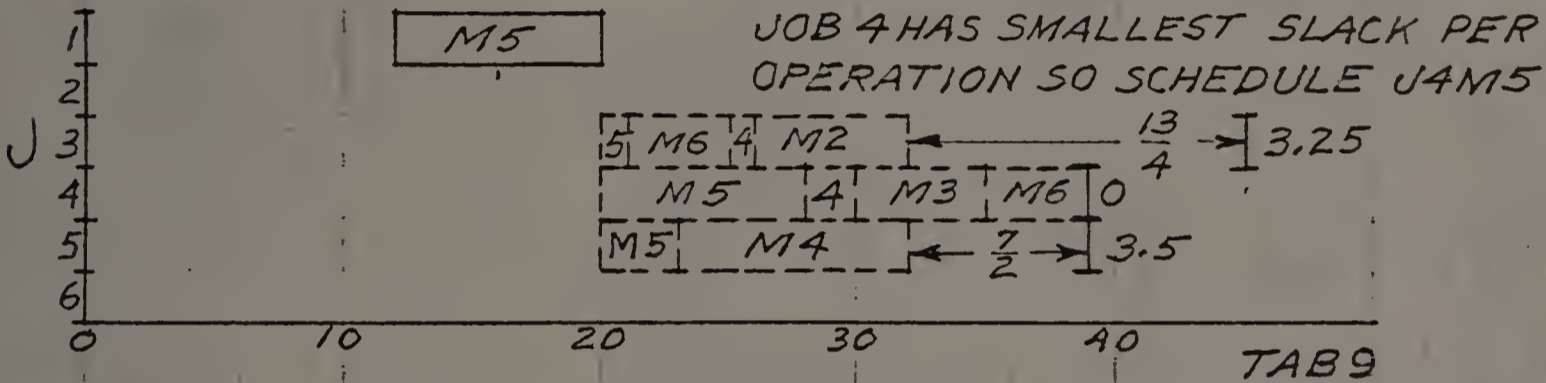 1 M5 JOB 4 HAS SMALLEST SLACK PER
2 OPERATION SO SCHEDULE J4M5
J 3 5 M6 4 M2 13/4 3.25
4 M5 4 M3 M6 0
5 M5 M4 7/2 3.5
6
0 10 20 30 40 TAB9